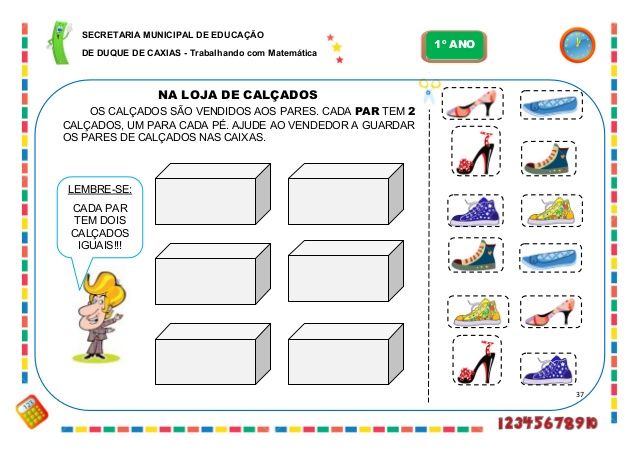 SECRETARIA MUNICIPAL DE EDUCAÇÃO
DE DUQUE DE CAXIAS - Trabalhando com Matemática
1º ANO
NA LOJA DE CALÇADOS
OS CALÇADOS SÃO VENDIDOS AOS PARES. CADA PAR TEM 2
CALÇADOS, UM PARA CADA PÉ. AJUDE AO VENDEDOR A GUARDAR
OS PARES DE CALÇADOS NAS CAIXAS.
LEMBRE-SE:
CADA PAR
TEM DOIS
CALÇADOS
IGUAIS!!!
37
12345678910